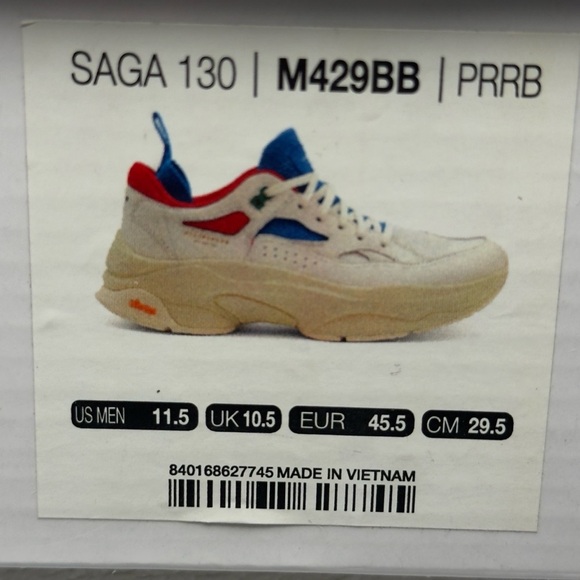 SAGA 130 | M429BB | PRRB
US MEN 11.5 UK 10.5 EUR 45.5 CM 29.5
840168627745 MADE IN VIETNAM